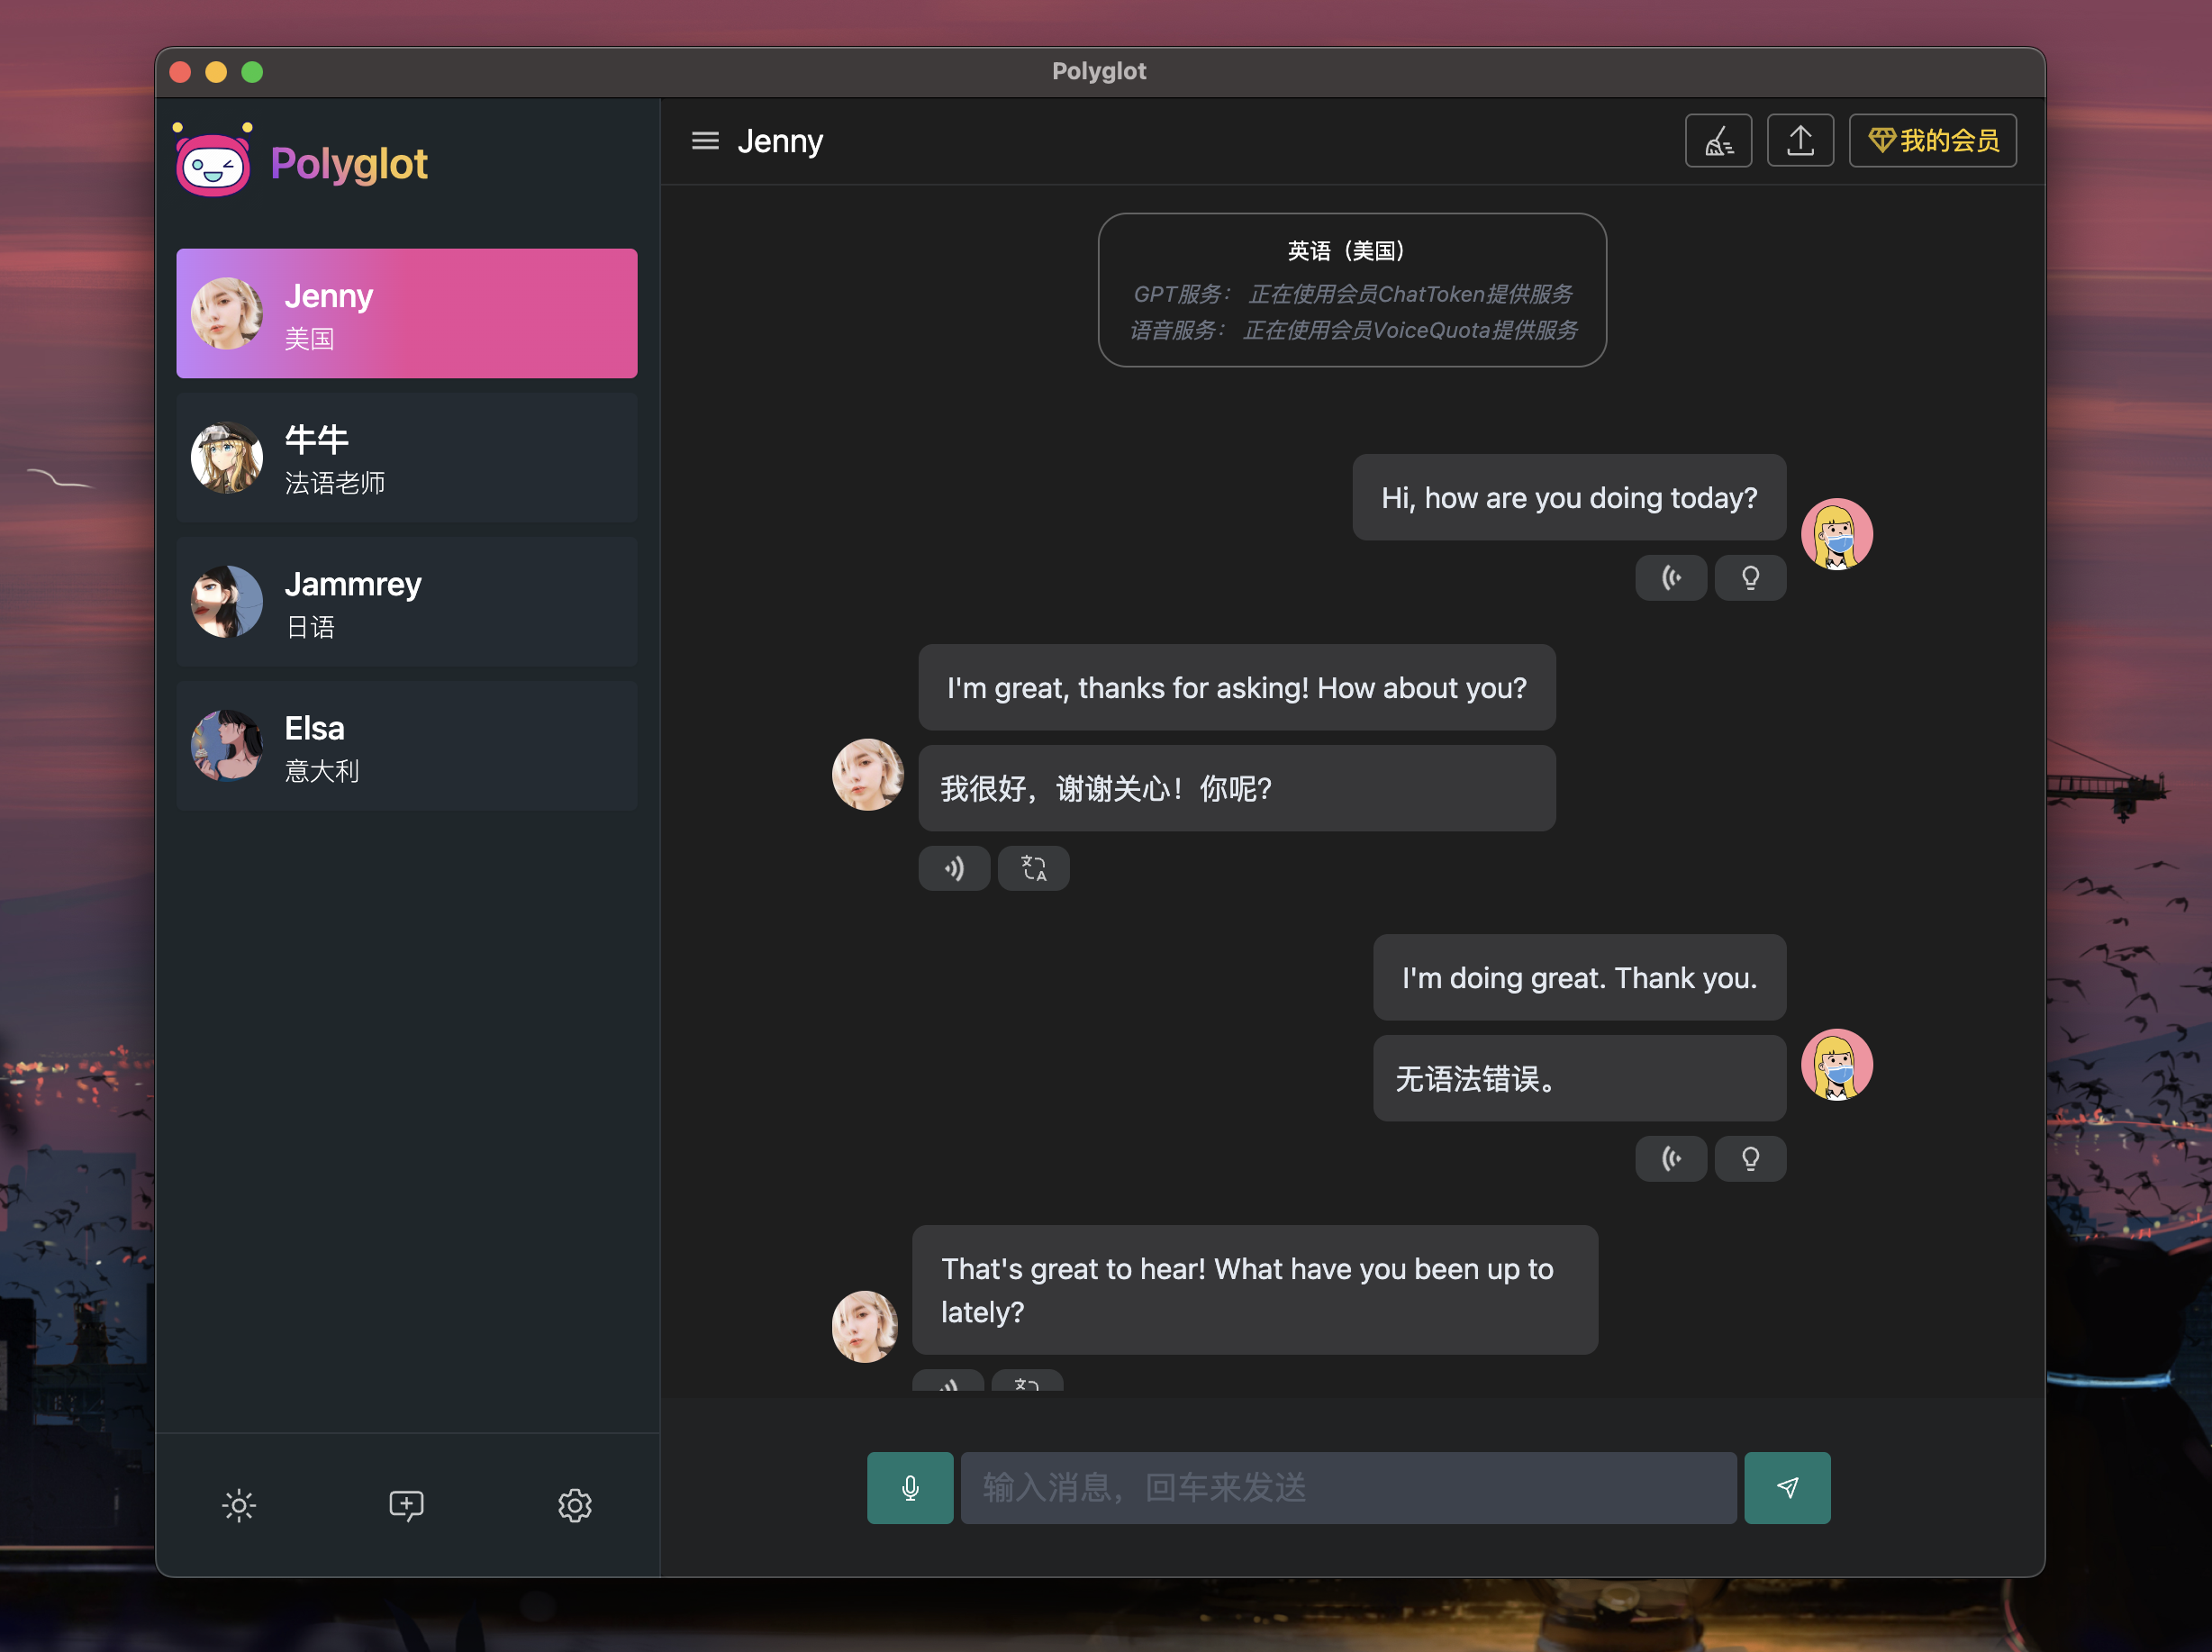 Polyglot
Polyglot
Jenny
美国
牛牛
法语老师
Jammrey
日语
Elsa
意大利
Jenny
我的会员
英语（美国）
GPT服务： 正在使用会员ChatToken提供服务
语音服务： 正在使用会员VoiceQuota提供服务
Hi, how are you doing today?
I'm great, thanks for asking! How about you?
我很好，谢谢关心！你呢？
I'm doing great. Thank you.
无语法错误。
That's great to hear! What have you been up to
lately?
输入消息，回车来发送